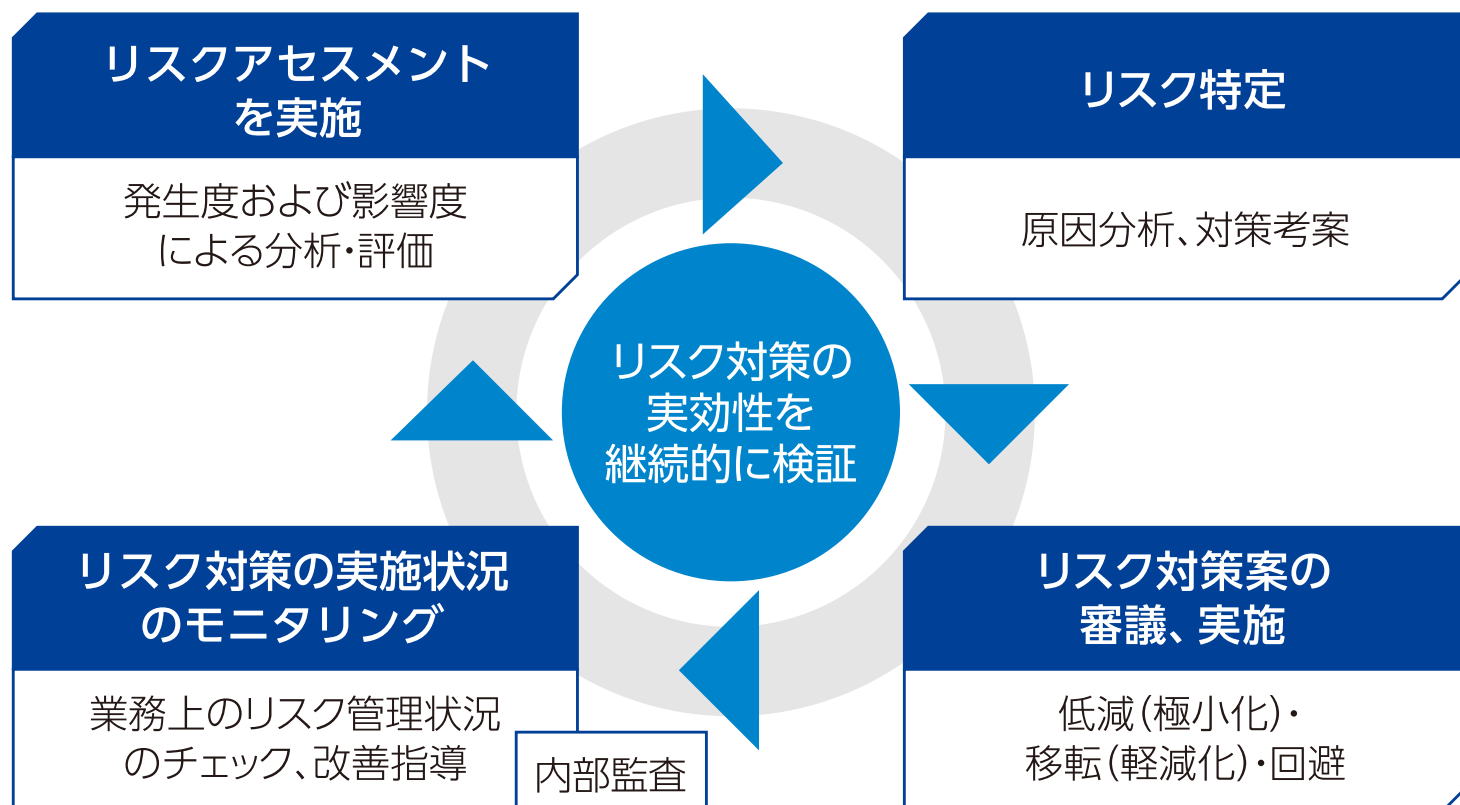 リスクアセスメント
を実施
発生度および影響度
による分析・評価
リスク特定
原因分析、対策考案
リスク対策の
実効性を
継続的に検証
リスク対策の実施状況
のモニタリング
業務上のリスク管理状況
のチェック、改善指導
内部監査
リスク対策案の
審議、実施
低減(極小化)・
移転(軽減化)・回避